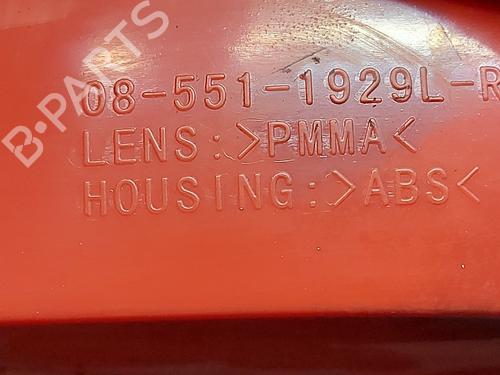 B-PARTS
08-551-1929L-R
LENS:>PMMA<
HOUSING:>ABS<